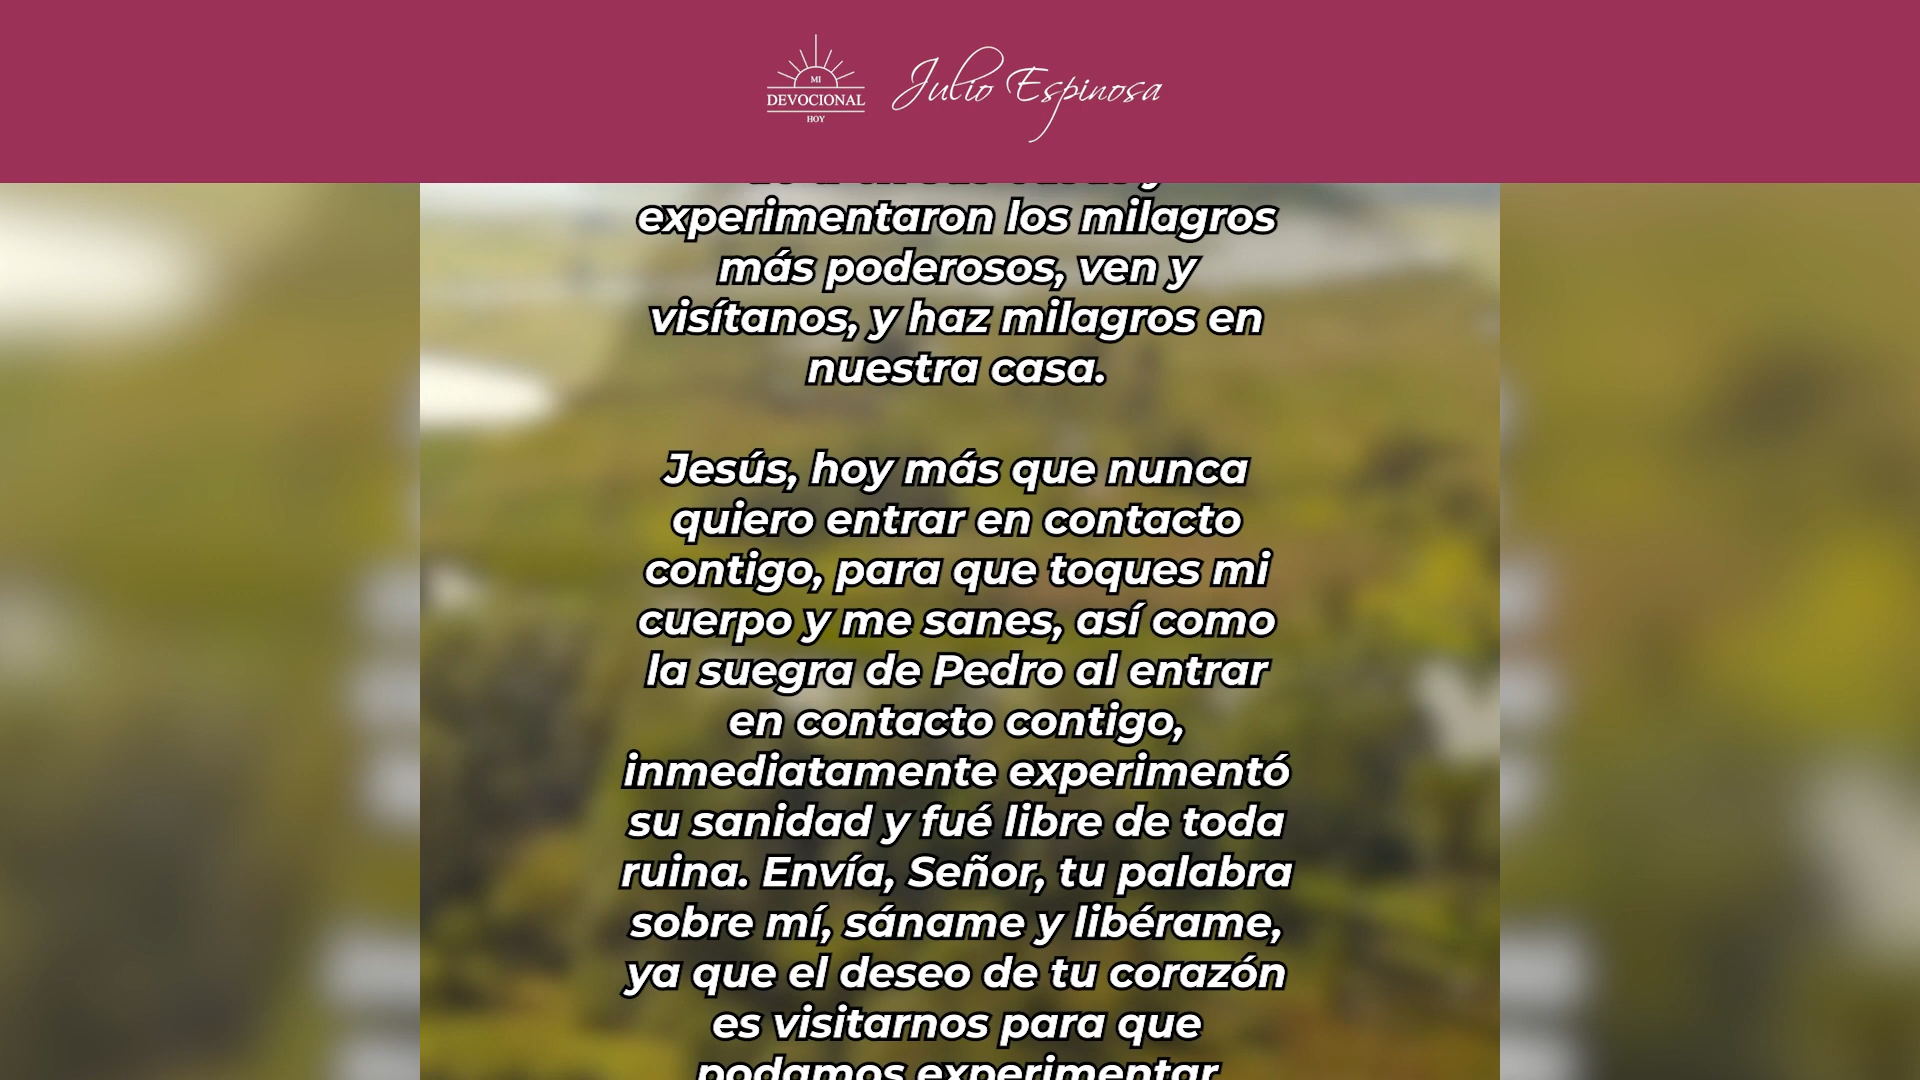 MI
DEVOCIONAL
HOY
Julio Espinosa
experimentaron los milagros
más poderosos, ven y
visítanos, y haz milagros en
nuestra casa.
Jesús, hoy más que nunca
quiero entrar en contacto
contigo, para que toques mi
cuerpo y me sanes, así como
la suegra de Pedro al entrar
en contacto contigo,
inmediatamente experimentó
su sanidad y fué libre de toda
ruina. Envía, Señor, tu palabra
sobre mí, sáname y libérame,
ya que el deseo de tu corazón
es visitarnos para que
podamos experimentar